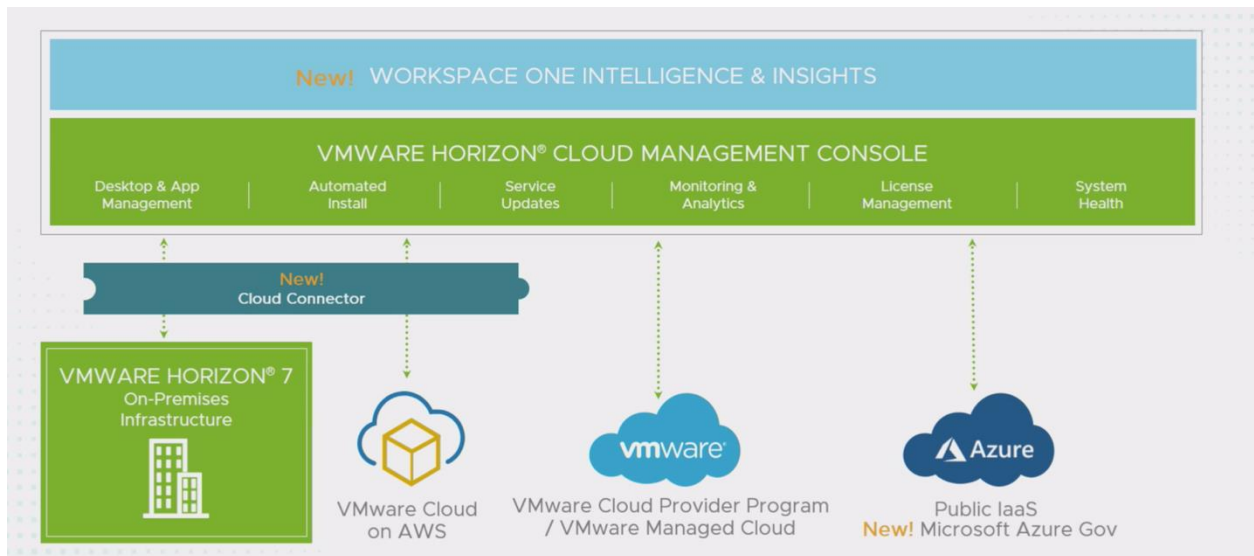 New! WORKSPACE ONE INTELLIGENCE & INSIGHTS
VMWARE HORIZON® CLOUD MANAGEMENT CONSOLE
Desktop & App
Management
Automated
Install
Service
Updates
Monitoring &
Analytics
License
Management
System
Health
New!
Cloud Connector
VMWARE HORIZON® 7
On-Premises
Infrastructure
VMware Cloud
on AWS
vmware®
VMware Cloud Provider Program
/ VMware Managed Cloud
Azure
Public IaaS
New! Microsoft Azure Gov